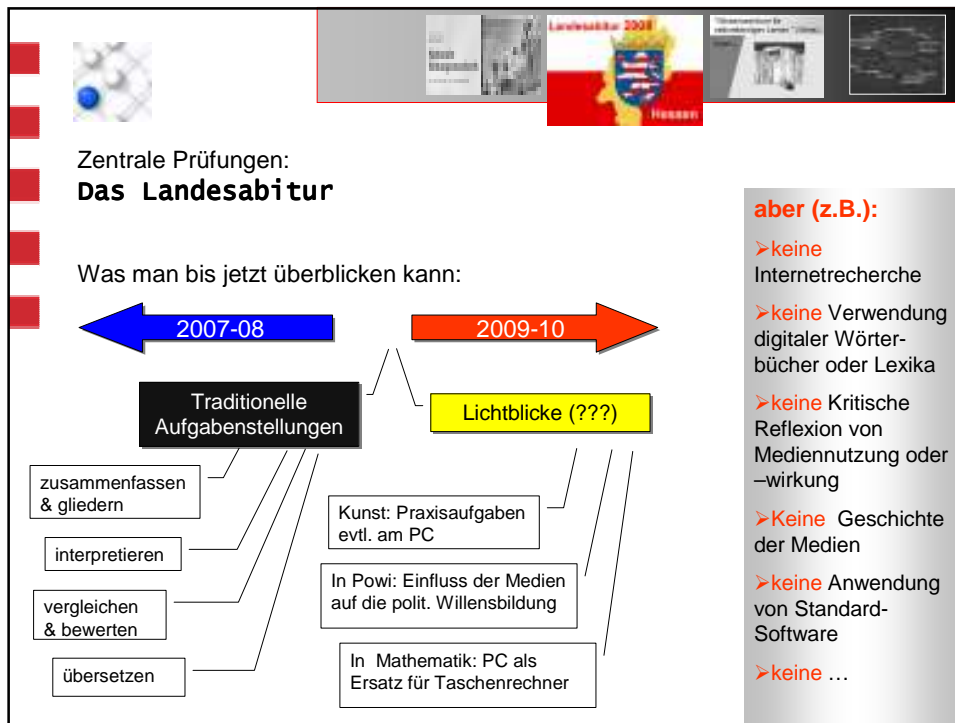 Landesabitur 2008
Hessen
Zentrale Prüfungen:
Das Landesabitur
Was man bis jetzt überblicken kann:
2007-08
2009-10
Traditionelle
Aufgabenstellungen
Lichtblicke (???)
zusammenfassen
& gliedern
interpretieren
vergleichen
& bewerten
übersetzen
Kunst: Praxisaufgaben
evtl. am PC
In Powi: Einfluss der Medien
auf die polit. Willensbildung
In Mathematik: PC als
Ersatz für Taschenrechner
aber (z.B.):
➢keine
Internetrecherche
➢keine Verwendung
digitaler Wörter-
bücher oder Lexika
➢keine Kritische
Reflexion von
Mediennutzung oder
–wirkung
➢Keine Geschichte
der Medien
➢keine Anwendung
von Standard-
Software
➢keine …